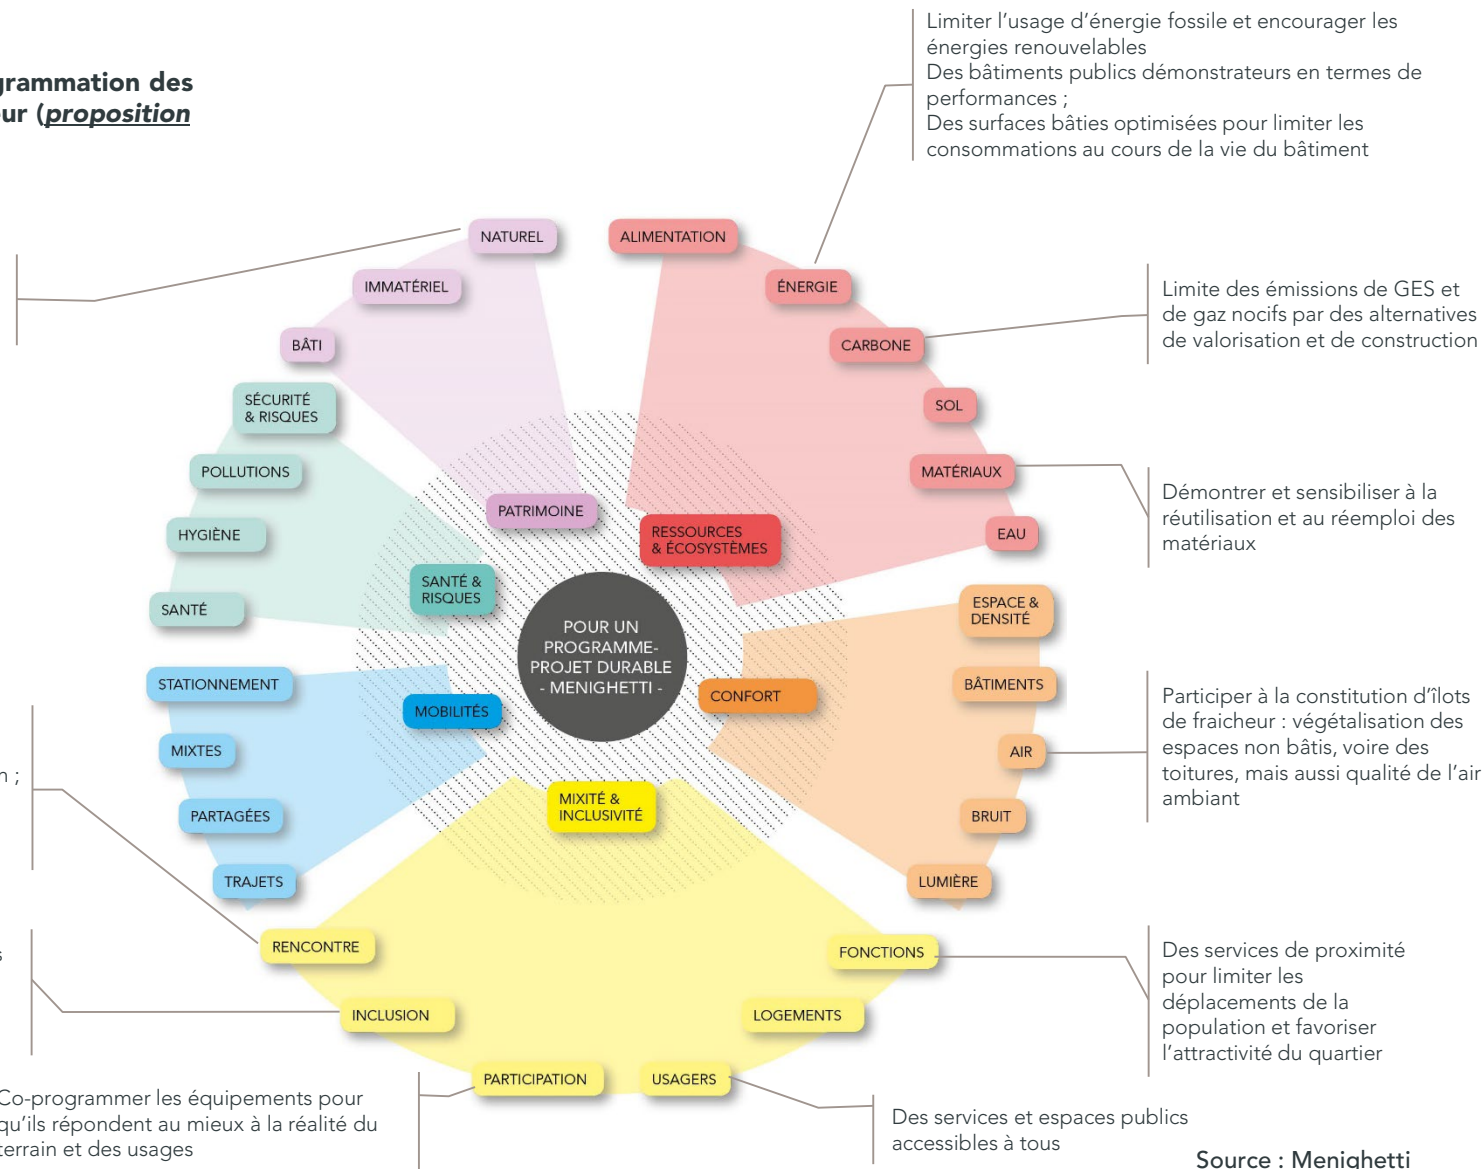 grammation des
eur (proposition
Limiter l’usage d’énergie fossile et encourager les
énergies renouvelables
Des bâtiments publics démonstrateurs en termes de
performances ;
Des surfaces bâties optimisées pour limiter les
consommations au cours de la vie du bâtiment
NATUREL
ALIMENTATION
IMMATÉRIEL
ÉNERGIE
BÂTI
CARBONE
Limite des émissions de GES et
de gaz nocifs par des alternatives
de valorisation et de construction
SÉCURITÉ
& RISQUES
SOL
POLLUTIONS
MATÉRIAUX
Démontrer et sensibiliser à la
réutilisation et au réemploi des
matériaux
PATRIMOINE
RESSOURCES
& ÉCOSYSTÈMES
HYGIÈNE
EAU
SANTÉ &
RISQUES
SANTÉ
ESPACE &
DENSITÉ
POUR UN
PROGRAMME-
PROJET DURABLE
- MENIGHETTI -
STATIONNEMENT
MOBILITÉS
CONFORT
BÂTIMENTS
Participer à la constitution d’îlots
de fraicheur : végétalisation des
espaces non bâtis, voire des
toitures, mais aussi qualité de l’air
ambiant
MIXTES
AIR
n ;
MIXITÉ &
INCLUSIVITÉ
PARTAGÉES
BRUIT
TRAJETS
LUMIÈRE
RENCONTRE
FONCTIONS
Des services de proximité
pour limiter les
déplacements de la
population et favoriser
l’attractivité du quartier
s
INCLUSION
LOGEMENTS
PARTICIPATION
USAGERS
Co-programmer les équipements pour
qu’ils répondent au mieux à la réalité du
terrain et des usages
Des services et espaces publics
accessibles à tous
Source : Menighetti